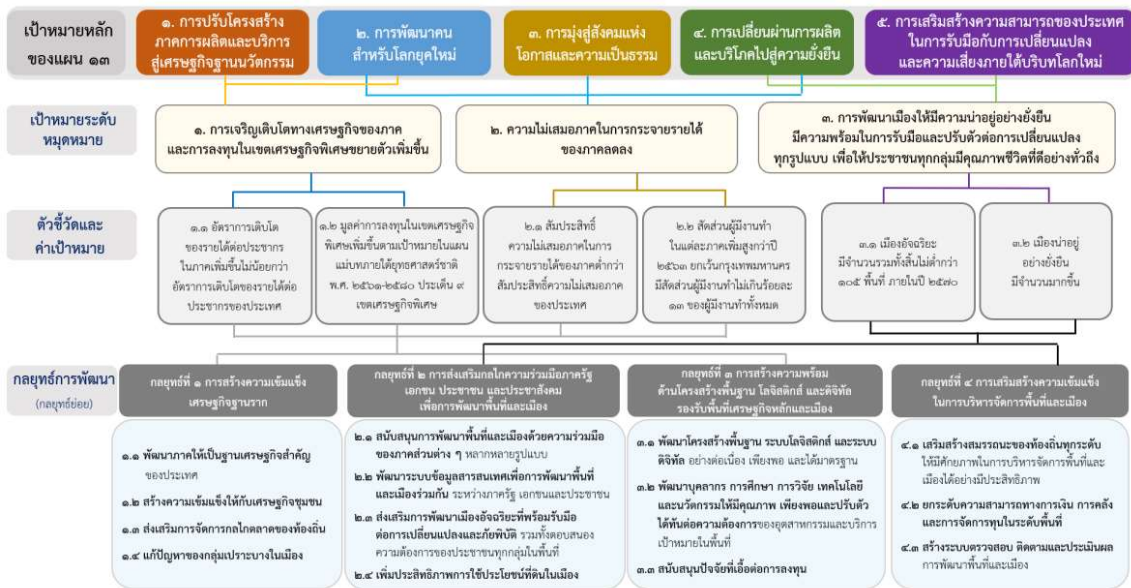 เป้าหมายหลัก
ของแผน ๑๓
๑. การปรับโครงสร้าง
ภาคการผลิตและบริการ
สู่เศรษฐกิจฐานนวัตกรรม
๒. การพัฒนาคน
สำหรับโลกยุคใหม่
๓. การมุ่งสู่สังคมแห่ง
โอกาสและความเป็นธรรม
๔. การเปลี่ยนผ่านการผลิต
และบริโภคไปสู่ความยั่งยืน
๕. การเสริมสร้างความสามารถของประเทศ
ในการรับมือกับการเปลี่ยนแปลง
และความเสี่ยงภายใต้บริบทโลกใหม่
เป้าหมายระดับ
หมุดหมาย
๑. การเจริญเติบโตทางเศรษฐกิจของภาค
และการลงทุนในเขตเศรษฐกิจพิเศษขยายตัวเพิ่มขึ้น
๒. ความไม่เสมอภาคในการกระจายรายได้
ของภาคลดลง
๓. การพัฒนาเมืองให้มีความน่าอยู่อย่างยั่งยืน
มีความพร้อมในการรับมือและปรับตัวต่อการเปลี่ยนแปลง
ทุกรูปแบบ เพื่อให้ประชาชนทุกกลุ่มมีคุณภาพชีวิตที่ดีอย่างทั่วถึง
ตัวชี้วัดและ
ค่าเป้าหมาย
๑.๑ อัตราการเติบโต
ของรายได้ต่อประชากร
ในภาคเพิ่มขึ้นไม่น้อยกว่า
อัตราการเติบโตของรายได้ต่อ
ประชากรของประเทศ
๑.๒ มูลค่าการลงทุนในเขตเศรษฐกิจ
พิเศษเพิ่มขึ้นตามเป้าหมายในแผน
แม่บทภายใต้ยุทธศาสตร์ชาติ
พ.ศ. ๒๕๖๑-๒๕๘๐ ประเด็น ๙
เขตเศรษฐกิจพิเศษ
๒.๑ สัมประสิทธิ์
ความไม่เสมอภาคในการ
กระจายรายได้ของภาคต่ำกว่า
สัมประสิทธิ์ความไม่เสมอภาค
ของประเทศ
๒.๒ สัดส่วนผู้มีงานทำ
ในแต่ละภาคเพิ่มสูงกว่าปี
๒๕๖๓ ยกเว้นกรุงเทพมหานคร
มีสัดส่วนผู้มีงานทำไม่เกินร้อยละ
๑๓ ของผู้มีงานทำทั้งหมด
๓.๑ เมืองอัจฉริยะ
มีจำนวนรวมทั้งสิ้นไม่ต่ำกว่า
๑๐๕ พื้นที่ ภายในปี ๒๕๗๐
๓.๒ เมืองน่าอยู่
อย่างยั่งยืน
มีจำนวนมากขึ้น
กลยุทธ์การพัฒนา
(กลยุทธ์ย่อย)
กลยุทธ์ที่ ๑ การสร้างความเข้มแข็ง
เศรษฐกิจฐานราก
๑.๑ พัฒนาภาคให้เป็นฐานเศรษฐกิจสำคัญ
ของประเทศ
๑.๒ สร้างความเข้มแข็งให้กับเศรษฐกิจชุมชน
๑.๓ ส่งเสริมการจัดการกลไกตลาดของท้องถิ่น
๑.๔ แก้ปัญหาของกลุ่มเปราะบางในเมือง
กลยุทธ์ที่ ๒ การส่งเสริมกลไกความร่วมมือภาครัฐ
เอกชน ประชาชน และประชาสังคม
เพื่อการพัฒนาพื้นที่และเมือง
๒.๑ สนับสนุนการพัฒนาพื้นที่และเมืองด้วยความร่วมมือ
ของภาคส่วนต่าง ๆ หลากหลายรูปแบบ
๒.๒ พัฒนาระบบข้อมูลสารสนเทศเพื่อการพัฒนาพื้นที่
และเมืองร่วมกัน ระหว่างภาครัฐ เอกชนและประชาชน
๒.๓ ส่งเสริมการพัฒนาเมืองอัจฉริยะที่พร้อมรับมือ
ต่อการเปลี่ยนแปลงและภัยพิบัติ รวมทั้งตอบสนอง
ความต้องการของประชาชนทุกกลุ่มในพื้นที่
๒.๔ เพิ่มประสิทธิภาพการใช้ประโยชน์ที่ดินในเมือง
กลยุทธ์ที่ ๓ การสร้างความพร้อม
ด้านโครงสร้างพื้นฐาน โลจิสติกส์ และดิจิทัล
รองรับพื้นที่เศรษฐกิจหลักและเมือง
๓.๑ พัฒนาโครงสร้างพื้นฐาน ระบบโลจิสติกส์ และระบบ
ดิจิทัล อย่างต่อเนื่อง เพียงพอ และได้มาตรฐาน
๓.๒ พัฒนาบุคลากร การศึกษา การวิจัย เทคโนโลยี
และนวัตกรรมให้มีคุณภาพ เพียงพอและปรับตัว
ได้ทันต่อความต้องการของอุตสาหกรรมและบริการ
เป้าหมายในพื้นที่
๓.๓ สนับสนุนปัจจัยที่เอื้อต่อการลงทุน
กลยุทธ์ที่ ๔ การเสริมสร้างความเข้มแข็ง
ในการบริหารจัดการพื้นที่และเมือง
๔.๑ เสริมสร้างสมรรถนะของท้องถิ่นทุกระดับ
ให้มีศักยภาพในการบริหารจัดการพื้นที่และ
เมืองได้อย่างมีประสิทธิภาพ
๔.๒ ยกระดับความสามารถทางการเงิน การคลัง
และการจัดการทุนในระดับพื้นที่
๔.๓ สร้างระบบตรวจสอบ ติดตามและประเมินผล
การพัฒนาพื้นที่และเมือง